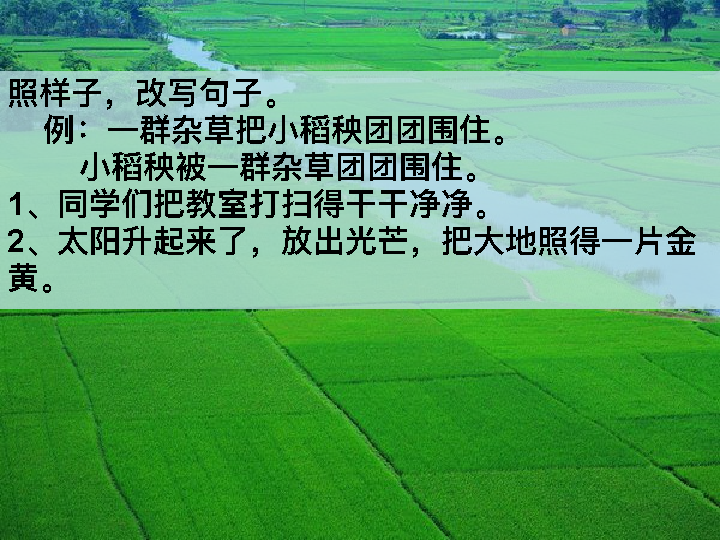 照样子，改写句子。
例：一群杂草把小稻秧团团围住。
小稻秧被一群杂草团团围住。
1、同学们把教室打扫得干干净净。
2、太阳升起来了，放出光芒，把大地照得一片金
黄。